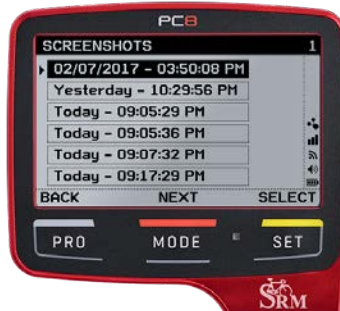 PC8
SCREENSHOTS 1
02/07/2017 - 03:50:08 PM
Yesterday - 10:29:56 PM
Today - 09:05:29 PM
Today - 09:05:36 PM
Today - 09:07:32 PM
Today - 09:17:29 PM
BACK NEXT SELECT
PRO MODE SET
SRM